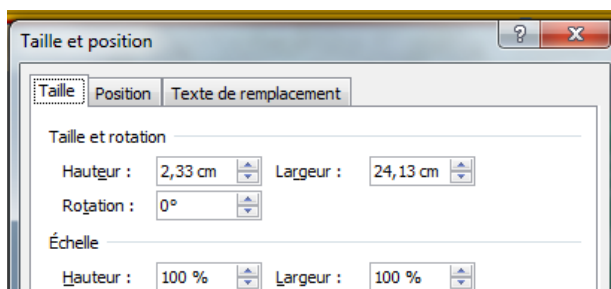 Taille et position
Taille Position Texte de remplacement
Taille et rotation
Hauteur : 2,33 cm Largeur : 24,13 cm
Rotation : 0°
Échelle
Hauteur : 100 % Largeur : 100 %